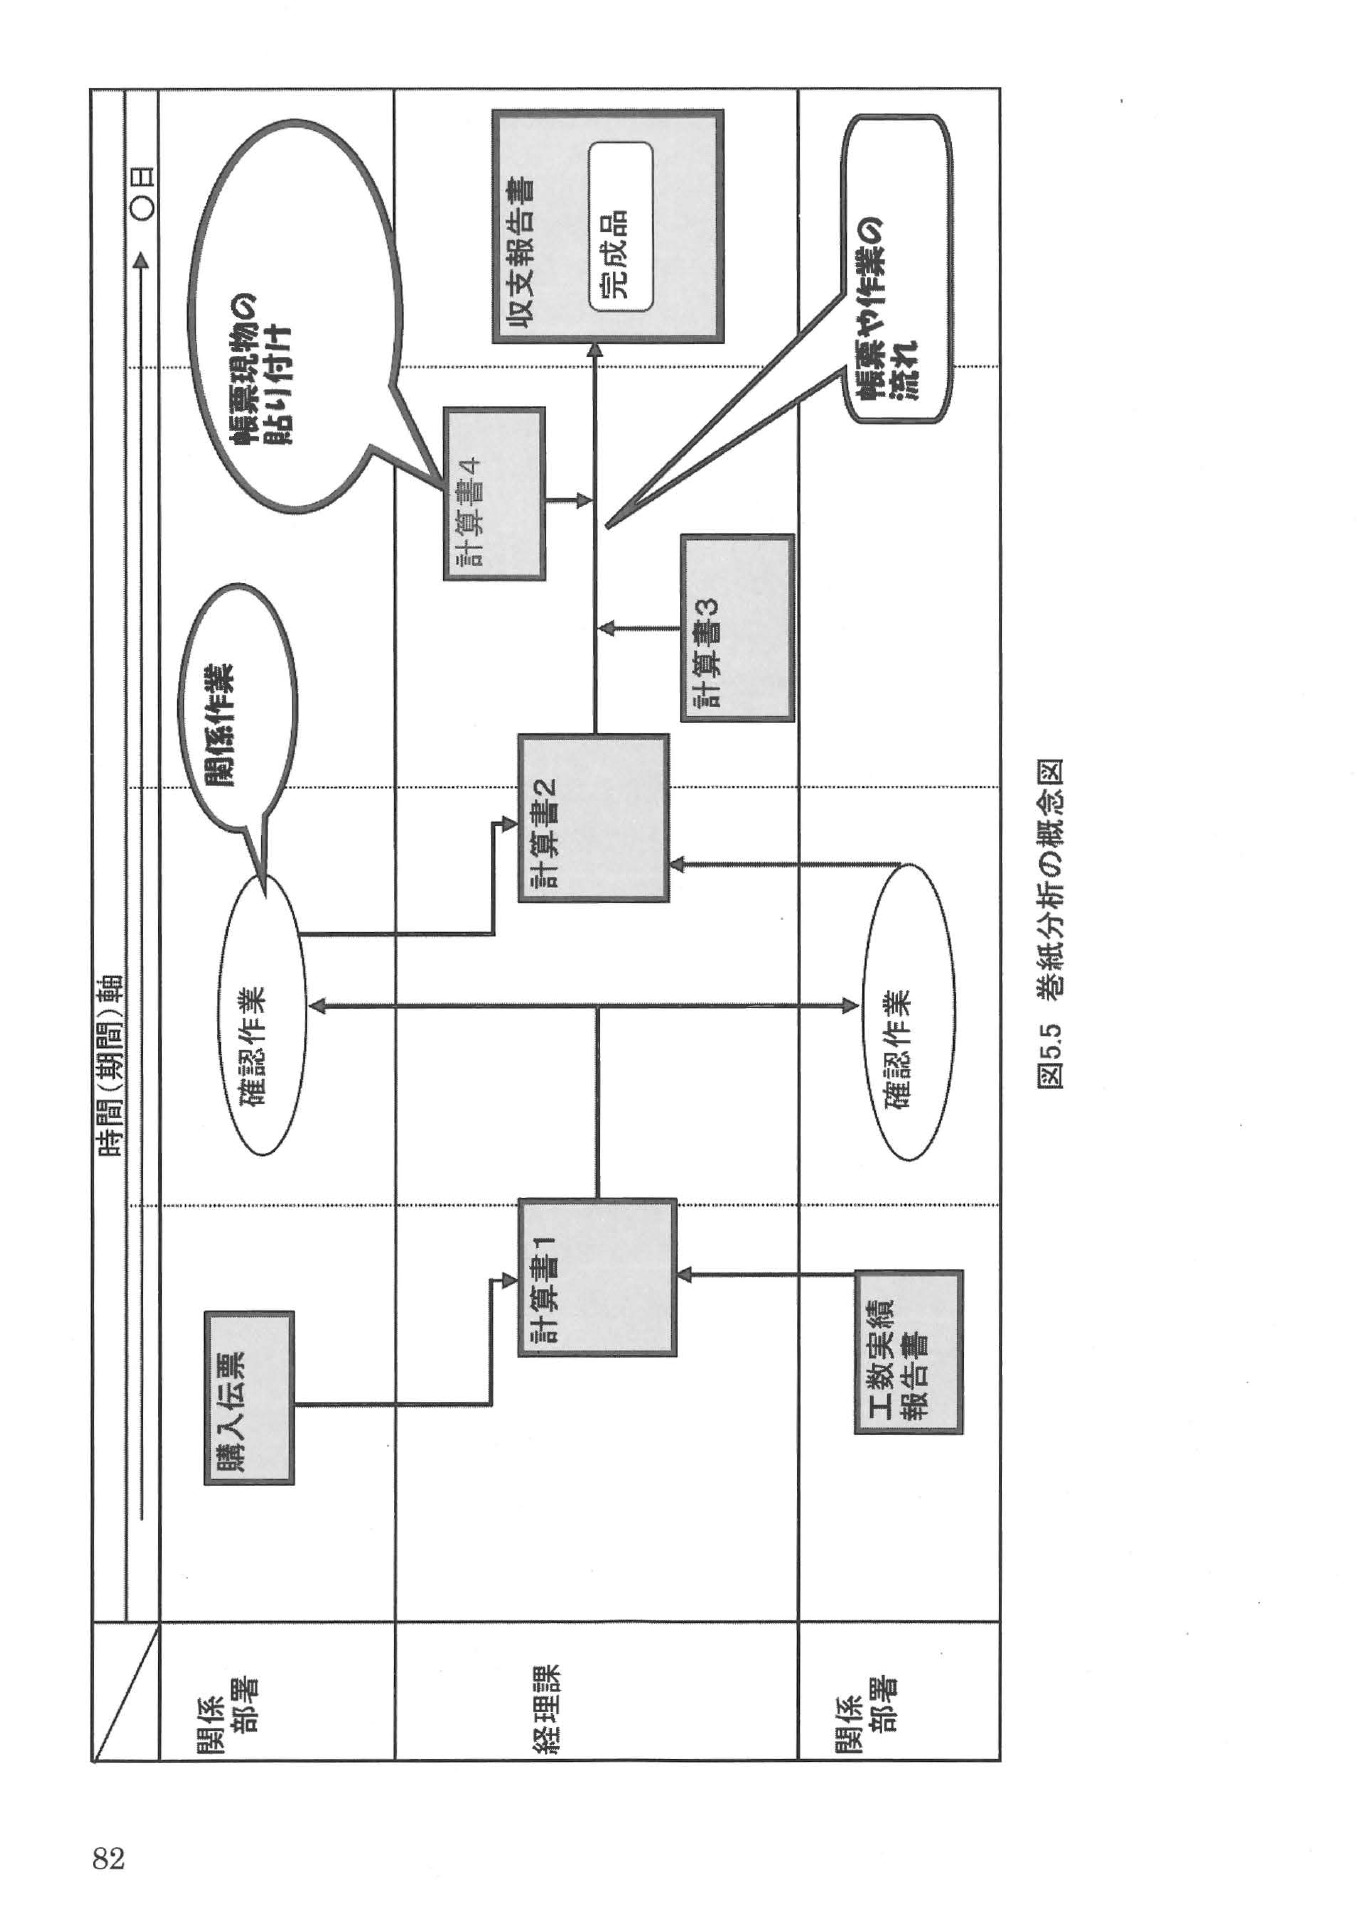 時間(期間)軸
〇日
関係
部署
購入伝票
確認作業
関係作業
帳票現物の
貼り付け
経理課
計算書1
計算書2
計算書3
計算書4
収支報告書
完成品
関係
部署
工数実績
報告書
確認作業
帳票や作業の
流れ
図5.5 巻紙分析の概念図
82